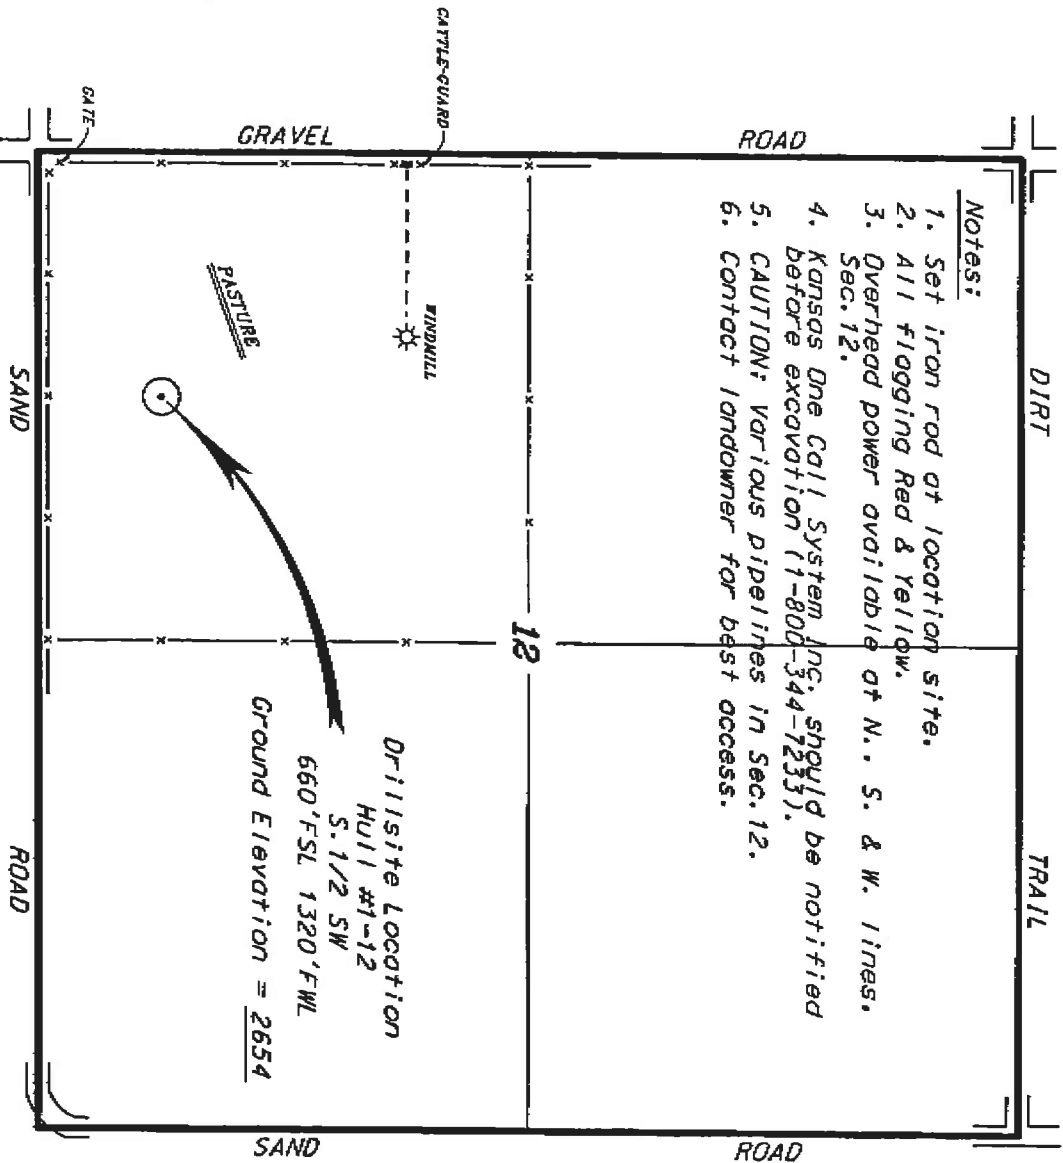 DIRT TRAIL
GRAVEL ROAD
CATTLE-GUARD
GATE
Notes:
1. Set iron rod at location site.
2. All flagging Red & Yellow.
3. Overhead power available at N., S. & W. lines.
Sec.12.
4. Kansas One Call System Inc. should be notified
before excavation (1-800-344-7233).
5. CAUTION: Various pipelines in Sec.12.
6. Contact landowner for best access.
12
WINDMILL
PASTURE
Drillsite Location
Hull #1-12
S. 1/2 SW
660'FSL 1320'FWL
Ground Elevation = 2654
SAND ROAD
SAND ROAD